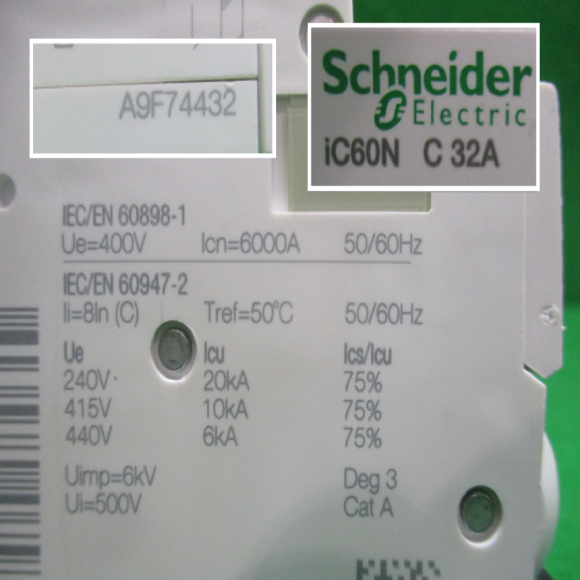 A9F74432
Schneider
Electric
iC60N C 32A
IEC/EN 60898-1
Ue=400V Icn=6000A 50/60Hz
IEC/EN 60947-2
Ii=8In (C) Tref=50°C 50/60Hz
Ue Icu Ics/Icu
240V 20kA 75%
415V 10kA 75%
440V 6kA 75%
Uimp=6kV Deg 3
Ui=500V Cat A